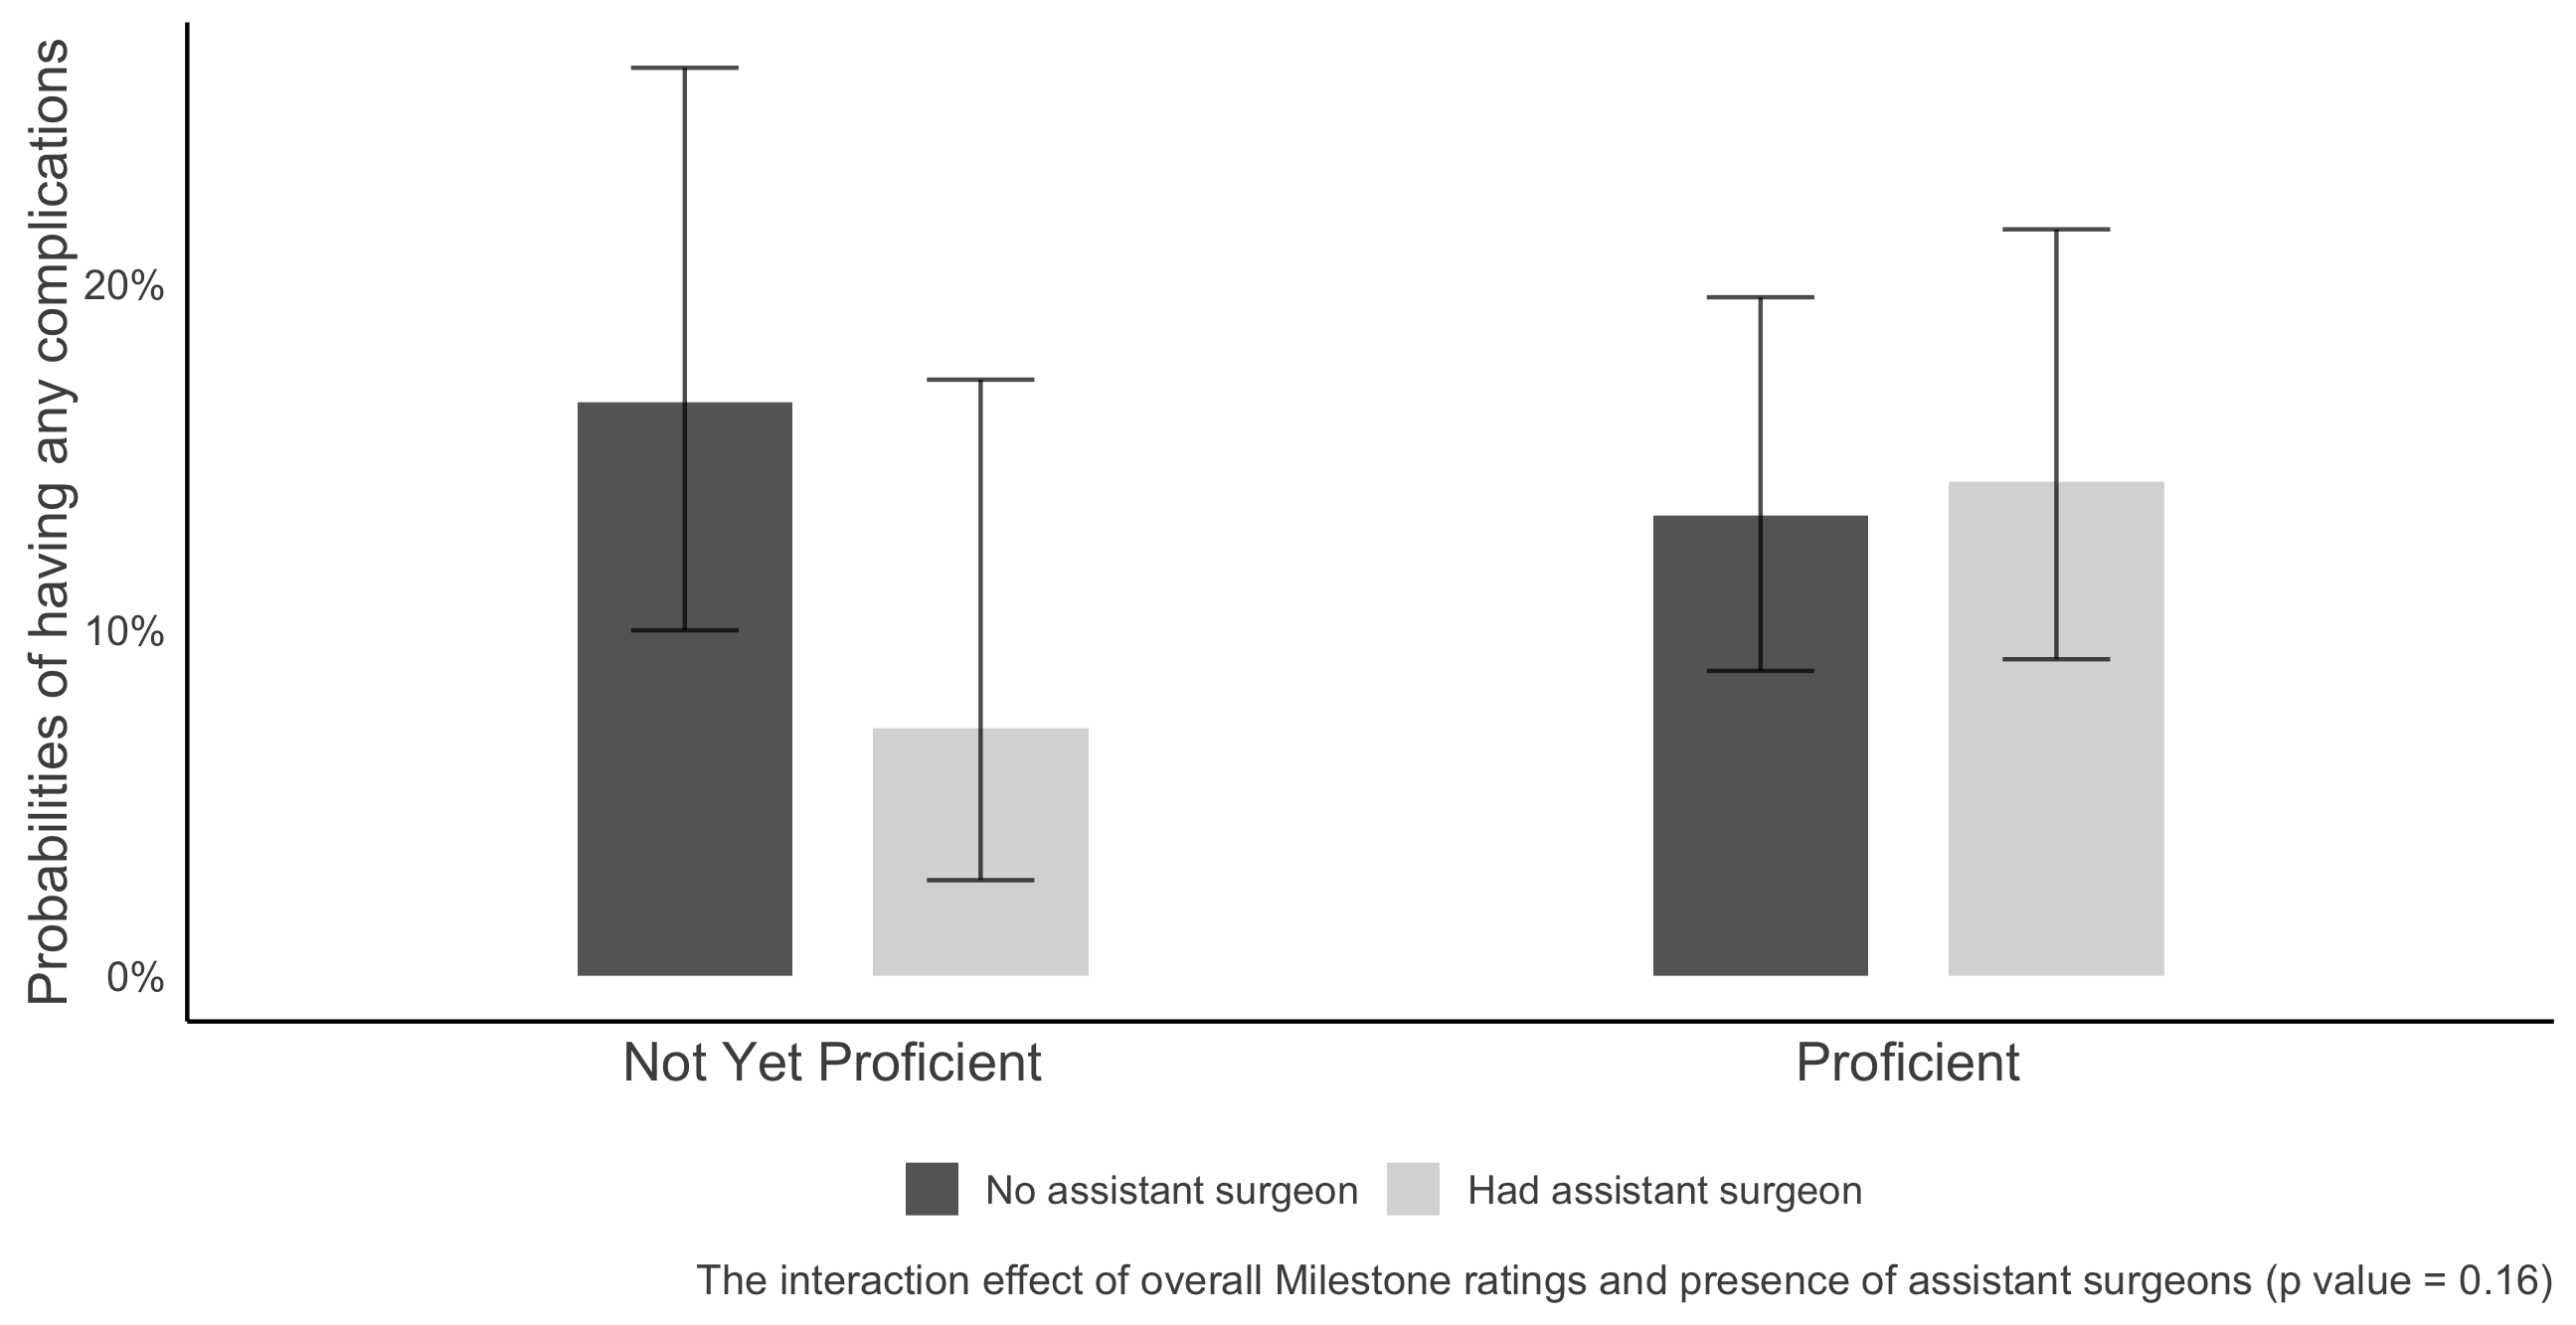 Probabilities of having any complications
20%
10%
0%
Not Yet Proficient
Proficient
No assistant surgeon
Had assistant surgeon
The interaction effect of overall Milestone ratings and presence of assistant surgeons (p value = 0.16)